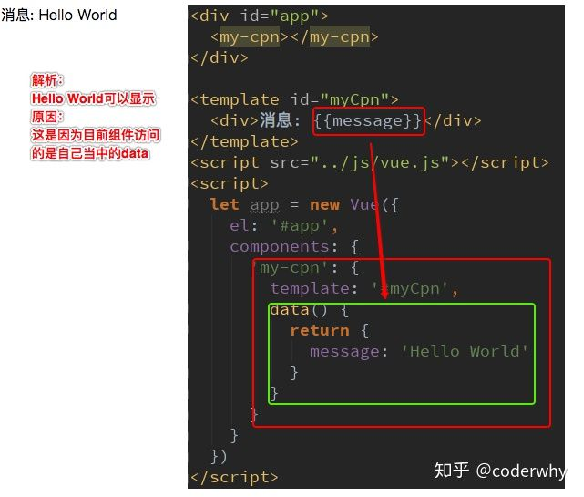 消息: Hello World
解析：
Hello World可以显示
原因：
这是因为目前组件访问
的是自己当中的data
<div id="app">
<my-cpn></my-cpn>
</div>
<template id="myCpn">
<div>消息: {{message}}</div>
</template>
<script src="../js/vue.js"></script>
<script>
let app = new Vue({
el: '#app',
components: {
'my-cpn': {
template: '#myCpn',
data() {
return {
message: 'Hello World'
}
}
}
}
})
</script>
知乎 @coderwhy